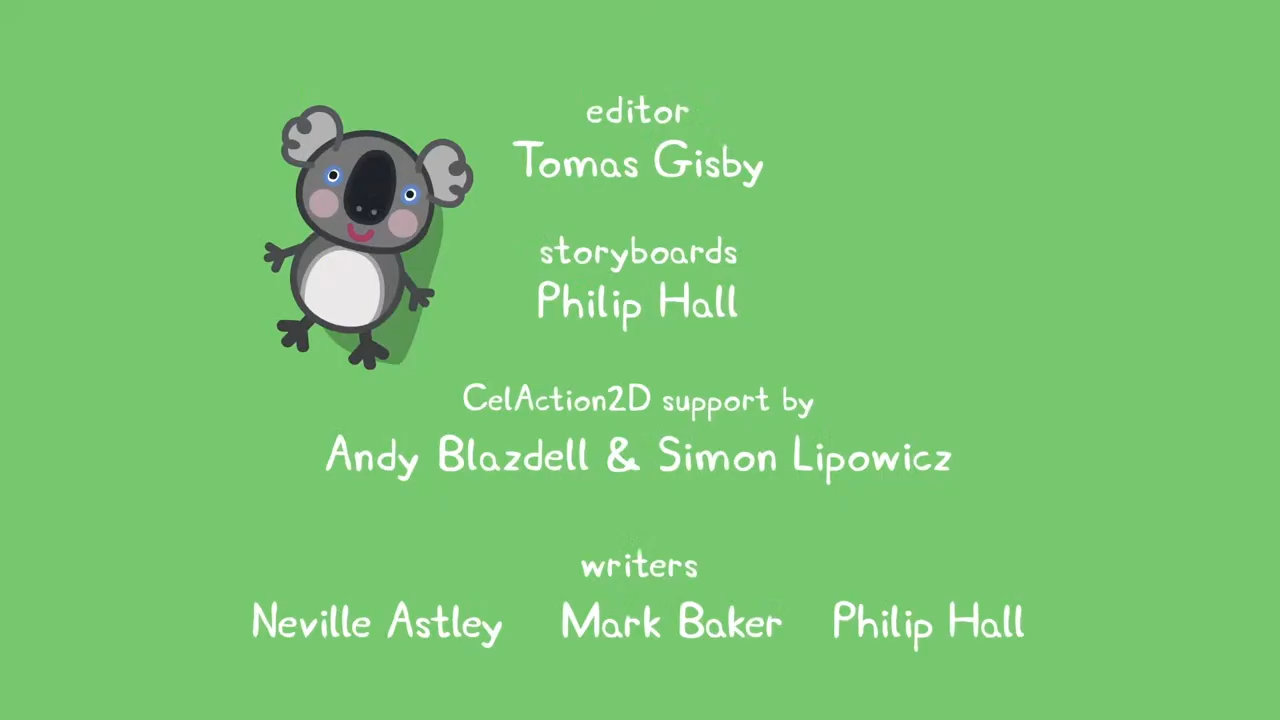 editor
Tomas Gisby
storyboards
Philip Hall
CelAction2D support by
Andy Blazdell & Simon Lipowicz
writers
Neville Astley Mark Baker Philip Hall